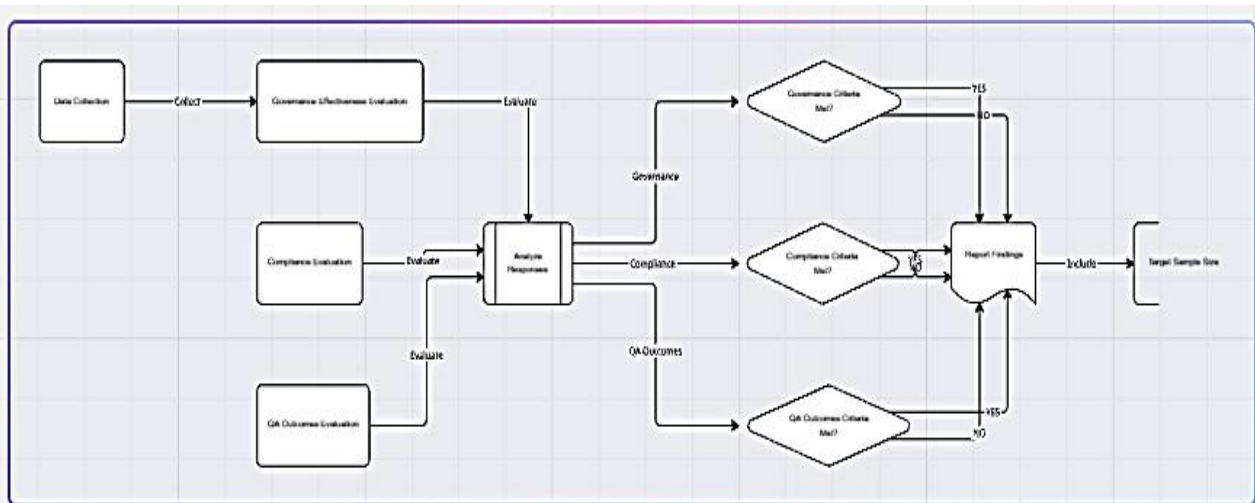 Data Collection
Collect
Governance Effectiveness Evaluation
Evaluate
Governance Criteria
Met?
YES
NO
Governance
Compliance Evaluation
Evaluate
Analyze
Responses
Compliance
Compliance Criteria
Met?
YES
NO
Report Findings
Include
Target Sample Size
Evaluate
QA Outcomes
QA Outcomes Evaluation
QA Outcomes Criteria
Met?
YES
NO